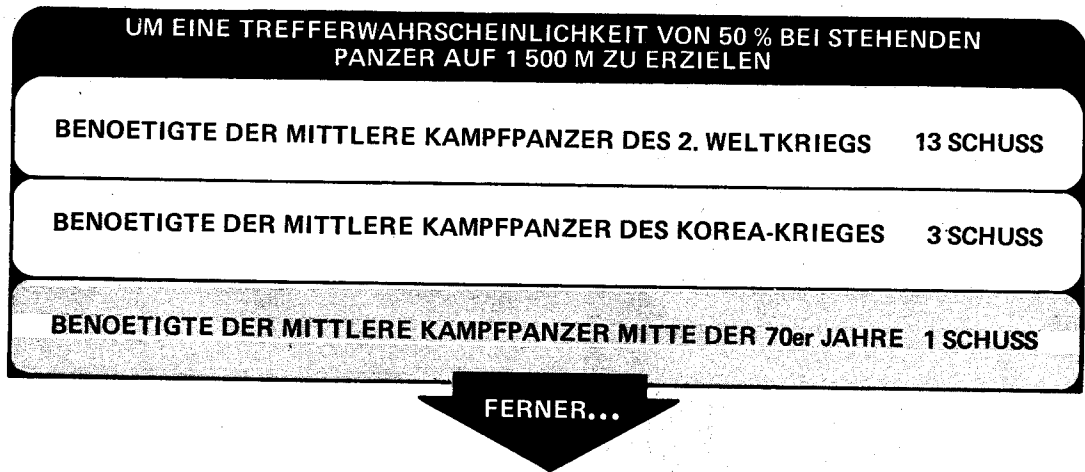 UM EINE TREFFERWAHRSCHEINLICHKEIT VON 50 % BEI STEHENDEN
PANZER AUF 1 500 M ZU ERZIELEN
BENOETIGTE DER MITTLERE KAMPFPANZER DES 2. WELTKRIEGS 13 SCHUSS
BENOETIGTE DER MITTLERE KAMPFPANZER DES KOREA-KRIEGES 3 SCHUSS
BENOETIGTE DER MITTLERE KAMPFPANZER MITTE DER 70er JAHRE 1 SCHUSS
FERNER...